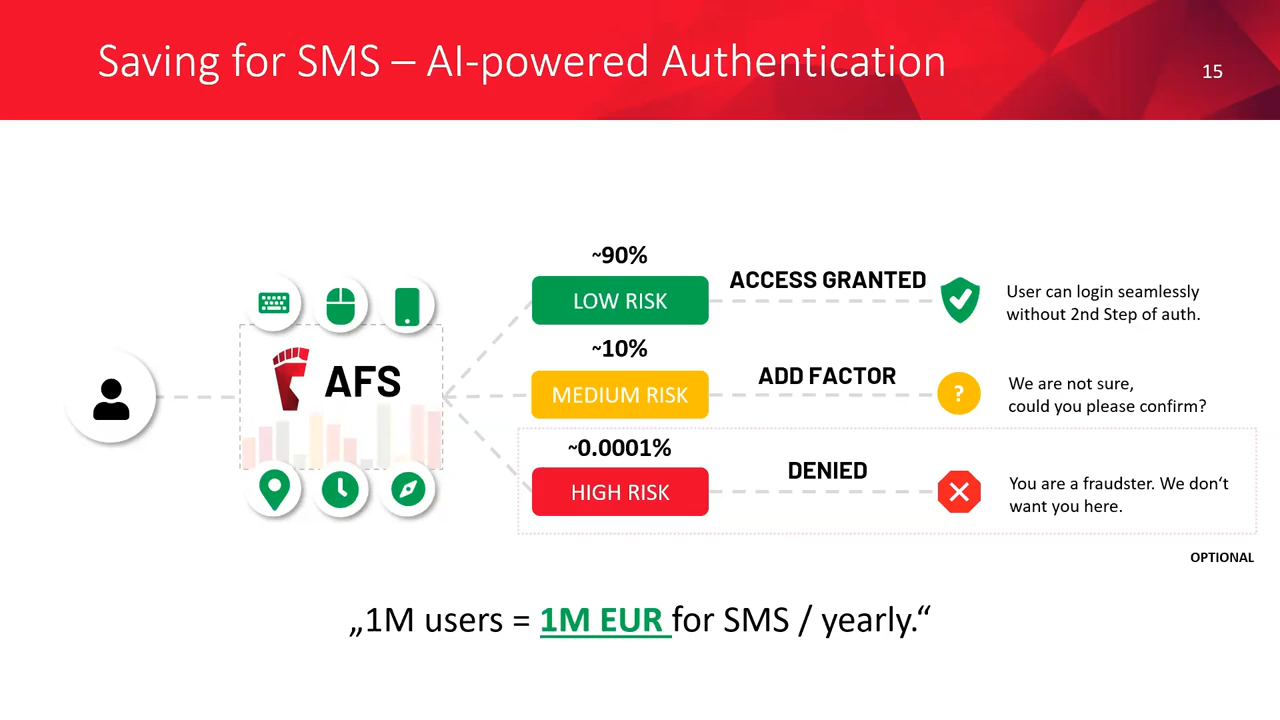 Saving for SMS – AI-powered Authentication
15
~90%
LOW RISK
ACCESS GRANTED
User can login seamlessly
without 2nd Step of auth.
AFS
~10%
MEDIUM RISK
ADD FACTOR
?
We are not sure,
could you please confirm?
~0.0001%
HIGH RISK
DENIED
You are a fraudster. We don‘t
want you here.
OPTIONAL
„1M users = 1M EUR for SMS / yearly.“